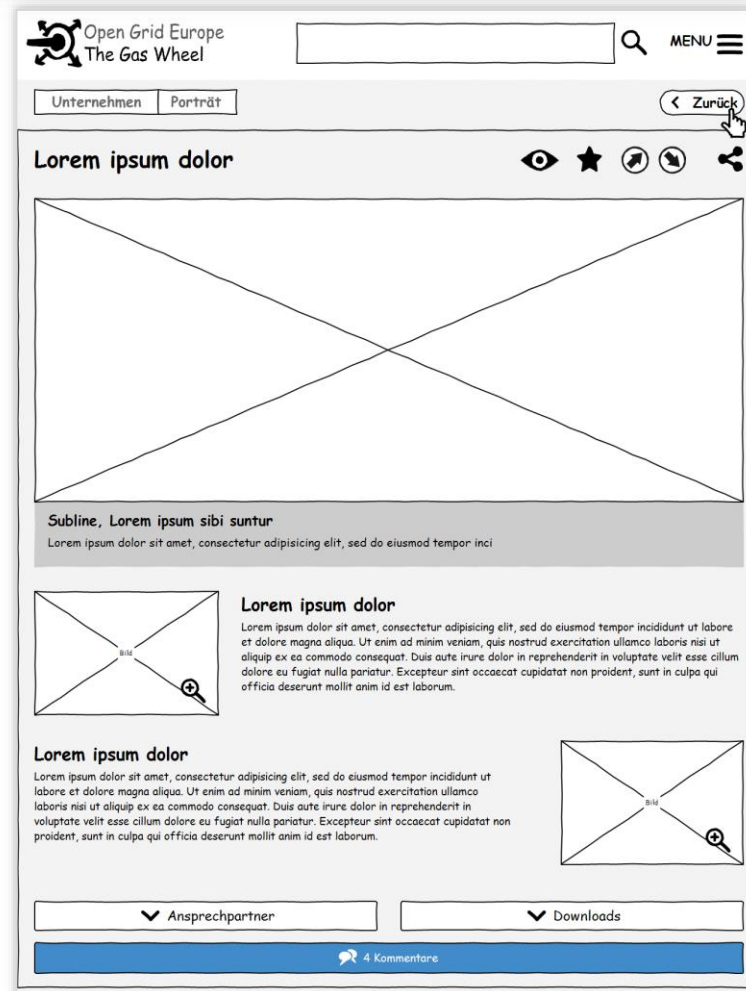 Open Grid Europe
The Gas Wheel
MENU
Unternehmen Porträt
Zurück
Lorem ipsum dolor
Subline, Lorem ipsum sibi suntur
Lorem ipsum dolor sit amet, consectetur adipisicing elit, sed do eiusmod tempor inci
Bild
Lorem ipsum dolor
Lorem ipsum dolor sit amet, consectetur adipisicing elit, sed do eiusmod tempor incididunt ut labore
et dolore magna aliqua. Ut enim ad minim veniam, quis nostrud exercitation ullamco laboris nisi ut
aliquip ex ea commodo consequat. Duis aute irure dolor in reprehenderit in voluptate velit esse cillum
dolore eu fugiat nulla pariatur. Excepteur sint occaecat cupidatat non proident, sunt in culpa qui
officia deserunt mollit anim id est laborum.
Lorem ipsum dolor
Lorem ipsum dolor sit amet, consectetur adipisicing elit, sed do eiusmod tempor incididunt ut
labore et dolore magna aliqua. Ut enim ad minim veniam, quis nostrud exercitation ullamco
laboris nisi ut aliquip ex ea commodo consequat. Duis aute irure dolor in reprehenderit in
voluptate velit esse cillum dolore eu fugiat nulla pariatur. Excepteur sint occaecat cupidatat non
proident, sunt in culpa qui officia deserunt mollit anim id est laborum.
Bild
Ansprechpartner
Downloads
4 Kommentare